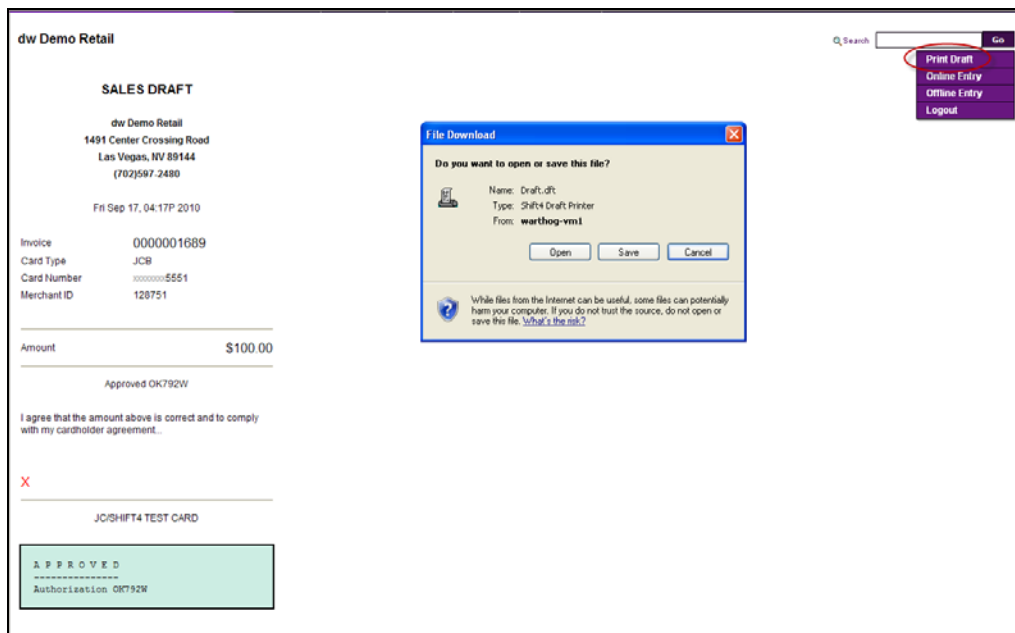 dw Demo Retail
Search
Go
Print Draft
Online Entry
Offline Entry
Logout
SALES DRAFT
dw Demo Retail
1491 Center Crossing Road
Las Vegas, NV 89144
(702)597-2480
Fri Sep 17, 04:17P 2010
Invoice 0000001689
Card Type JCB
Card Number xxxxxxxx5551
Merchant ID 128751
Amount $100.00
Approved OK792W
I agree that the amount above is correct and to comply
with my cardholder agreement...
X
JC/SHIFT4 TEST CARD
A P P R O V E D
---------------
Authorization OK792W
File Download
Do you want to open or save this file?
Name: Draft.dft
Type: Shift4 Draft Printer
From: warthog-vm1
Open Save Cancel
While files from the Internet can be useful, some files can potentially
harm your computer. If you do not trust the source, do not open or
save this file. What's the risk?